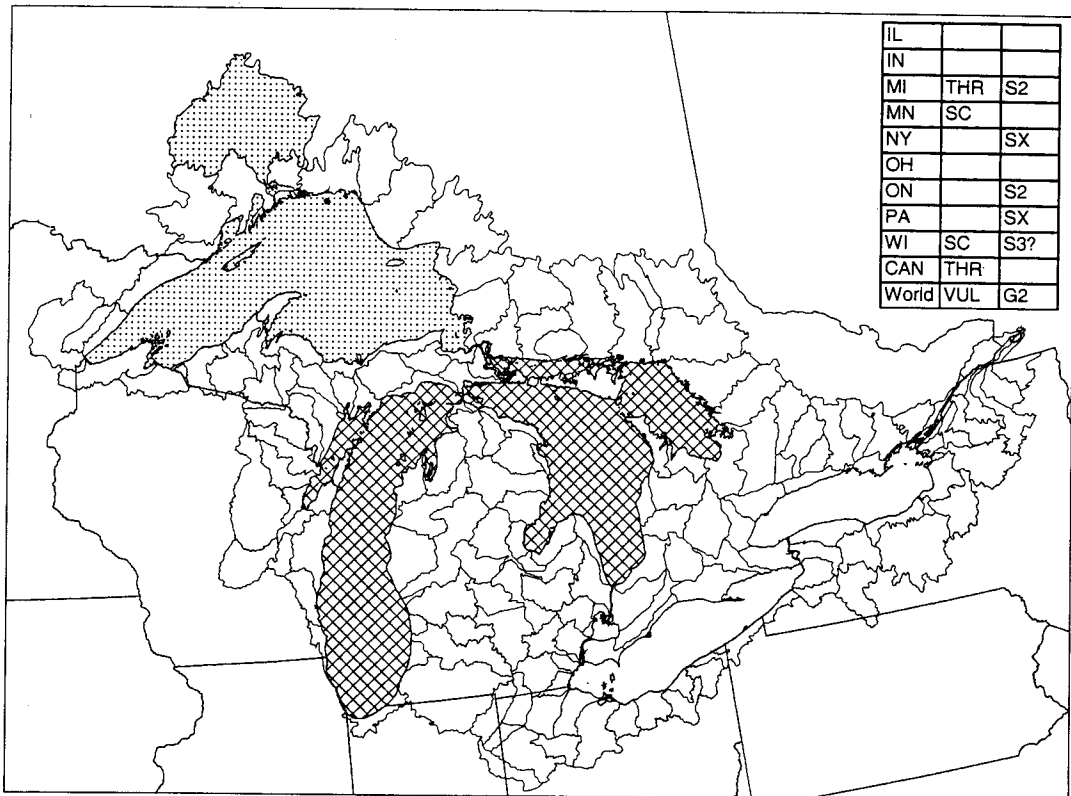 IL
IN
MI THR S2
MN SC
NY SX
OH
ON S2
PA SX
WI SC S3?
CAN THR
World VUL G2